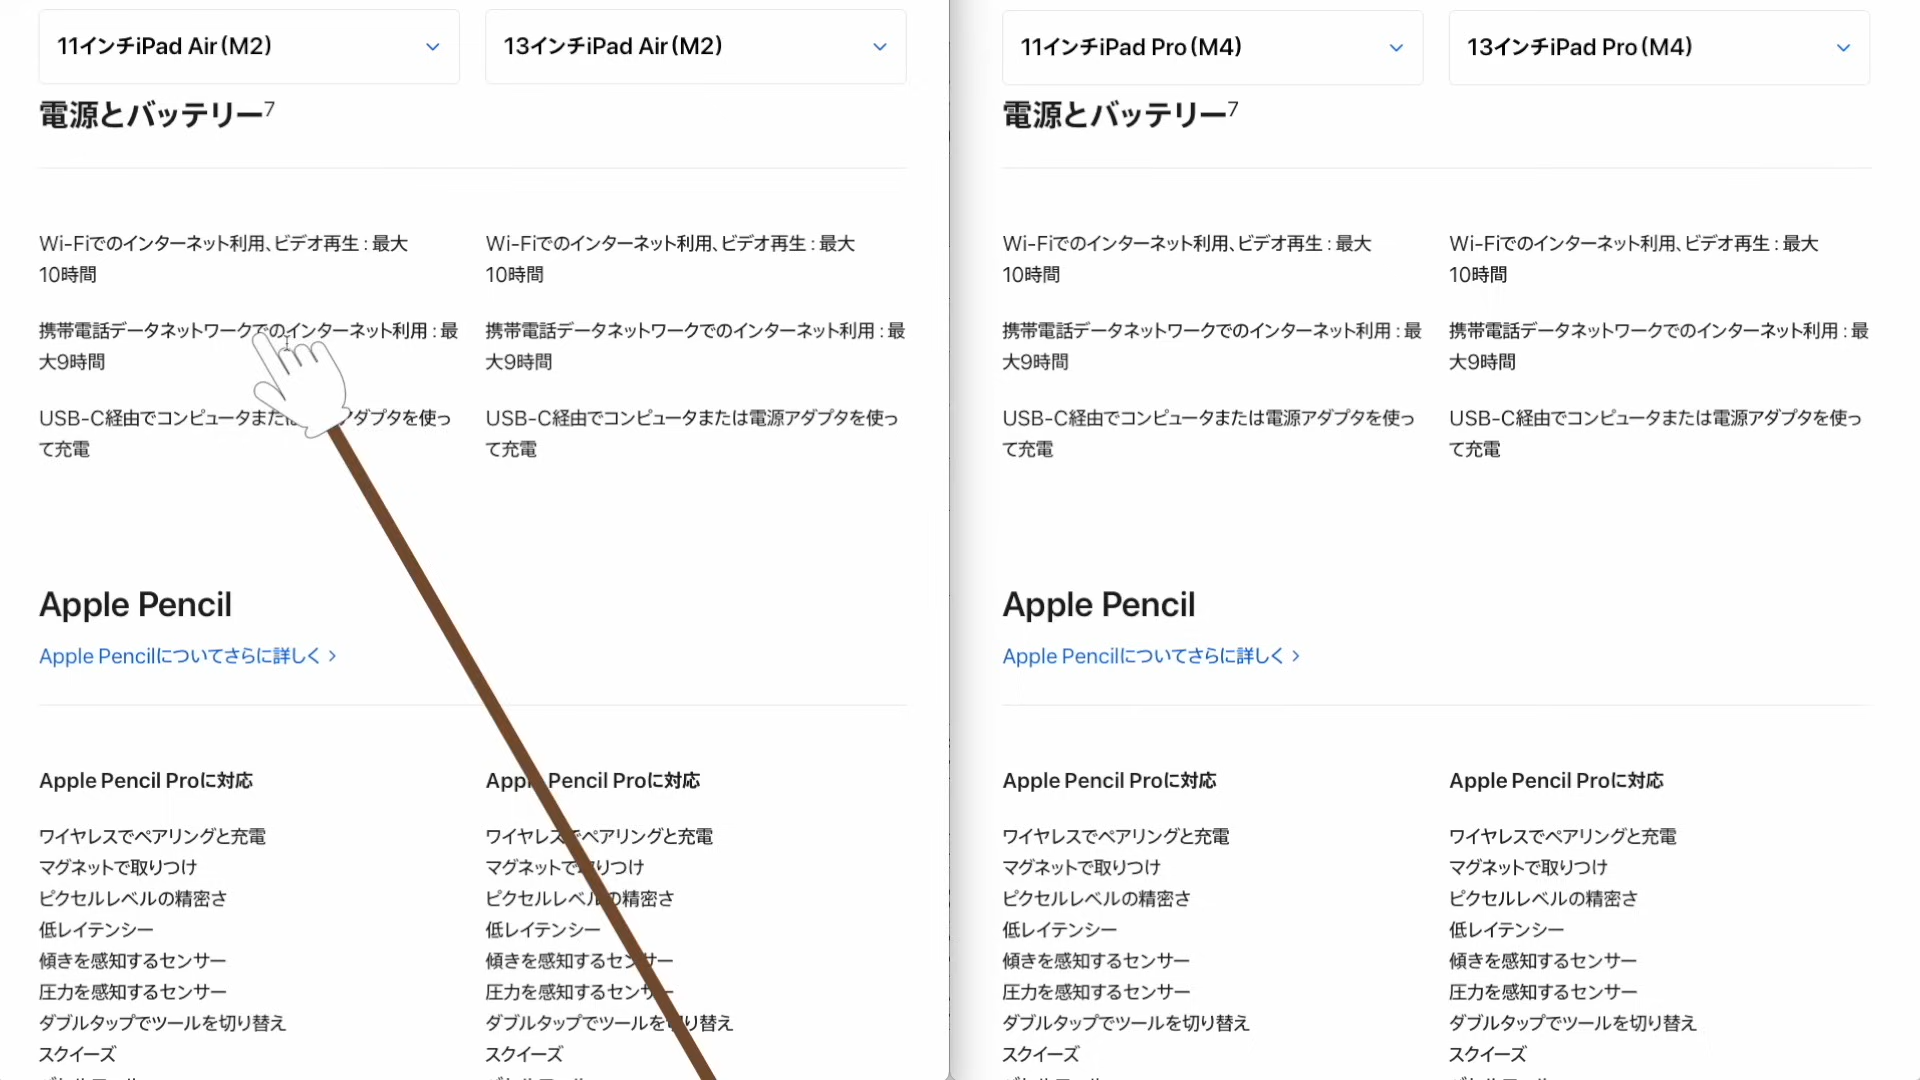 11インチiPad Air(M2)
13インチiPad Air(M2)
電源とバッテリー7
Wi-Fiでのインターネット利用、ビデオ再生 : 最大
10時間
携帯電話データネットワークでのインターネット利用 : 最
大9時間
USB-C経由でコンピュータまた アダプタを使っ
て充電
Wi-Fiでのインターネット利用、ビデオ再生 : 最大
10時間
携帯電話データネットワークでのインターネット利用 : 最
大9時間
USB-C経由でコンピュータまたは電源アダプタを使っ
て充電
Apple Pencil
Apple Pencilについてさらに詳しく >
Apple Pencil Proに対応
ワイヤレスでペアリングと充電
マグネットで取りつけ
ピクセルレベルの精密さ
低レイテンシー
傾きを感知するセンサー
圧力を感知するセンサー
ダブルタップでツールを切り替え
スクイーズ
Apple Pencil Proに対応
ワイヤレスでペアリングと充電
マグネットで取りつけ
ピクセルレベルの精密さ
低レイテンシー
傾きを感知するセンサー
圧力を感知するセンサー
ダブルタップでツールを切り替え
スクイーズ
11インチiPad Pro(M4)
13インチiPad Pro(M4)
電源とバッテリー7
Wi-Fiでのインターネット利用、ビデオ再生 : 最大
10時間
携帯電話データネットワークでのインターネット利用 : 最
大9時間
USB-C経由でコンピュータまたは電源アダプタを使っ
て充電
Wi-Fiでのインターネット利用、ビデオ再生 : 最大
10時間
携帯電話データネットワークでのインターネット利用 : 最
大9時間
USB-C経由でコンピュータまたは電源アダプタを使っ
て充電
Apple Pencil
Apple Pencilについてさらに詳しく >
Apple Pencil Proに対応
ワイヤレスでペアリングと充電
マグネットで取りつけ
ピクセルレベルの精密さ
低レイテンシー
傾きを感知するセンサー
圧力を感知するセンサー
ダブルタップでツールを切り替え
スクイーズ
Apple Pencil Proに対応
ワイヤレスでペアリングと充電
マグネットで取りつけ
ピクセルレベルの精密さ
低レイテンシー
傾きを感知するセンサー
圧力を感知するセンサー
ダブルタップでツールを切り替え
スクイーズ